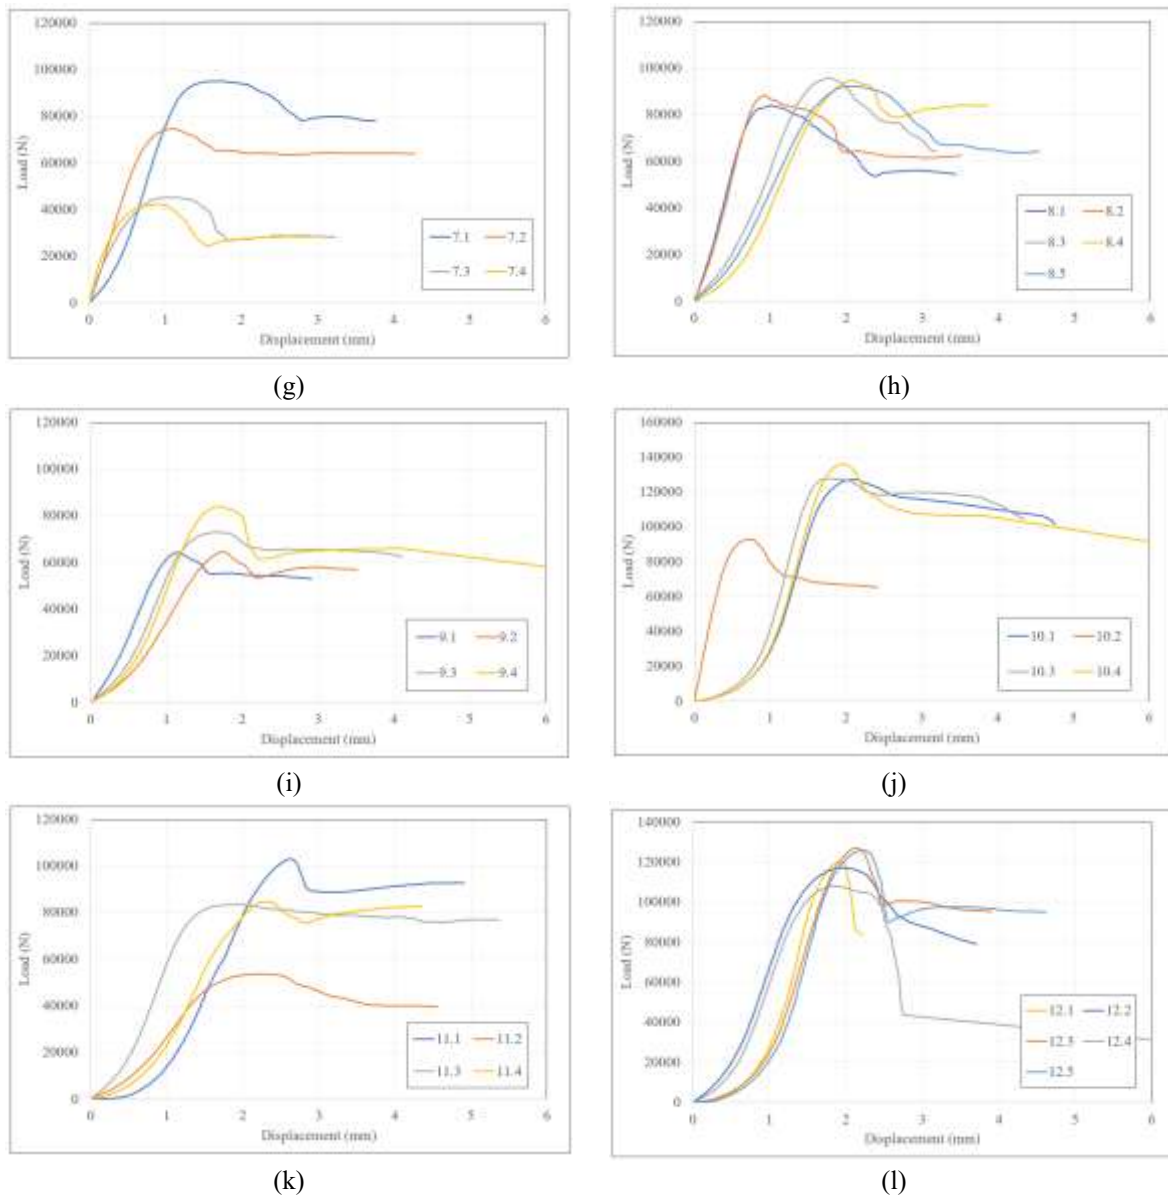 120000
100000
80000
60000
40000
20000
0
Load (N)
7.1 7.2
7.3 7.4
0 1 2 3 4 5 6
Displacement (mm)
(g)
120000
100000
80000
60000
40000
20000
0
Load (N)
8.1 8.2
8.3 8.4
8.5
0 1 2 3 4 5 6
Displacement (mm)
(h)
120000
100000
80000
60000
40000
20000
0
Load (N)
9.1 9.2
9.3 9.4
0 1 2 3 4 5 6
Displacement (mm)
(i)
160000
140000
120000
100000
80000
60000
40000
20000
0
Load (N)
10.1 10.2
10.3 10.4
0 1 2 3 4 5 6
Displacement (mm)
(j)
120000
100000
80000
60000
40000
20000
0
Load (N)
11.1 11.2
11.3 11.4
0 1 2 3 4 5 6
Displacement (mm)
(k)
140000
120000
100000
80000
60000
40000
20000
0
Load (N)
12.1 12.2
12.3 12.4
12.5
0 1 2 3 4 5 6
Displacement (mm)
(l)